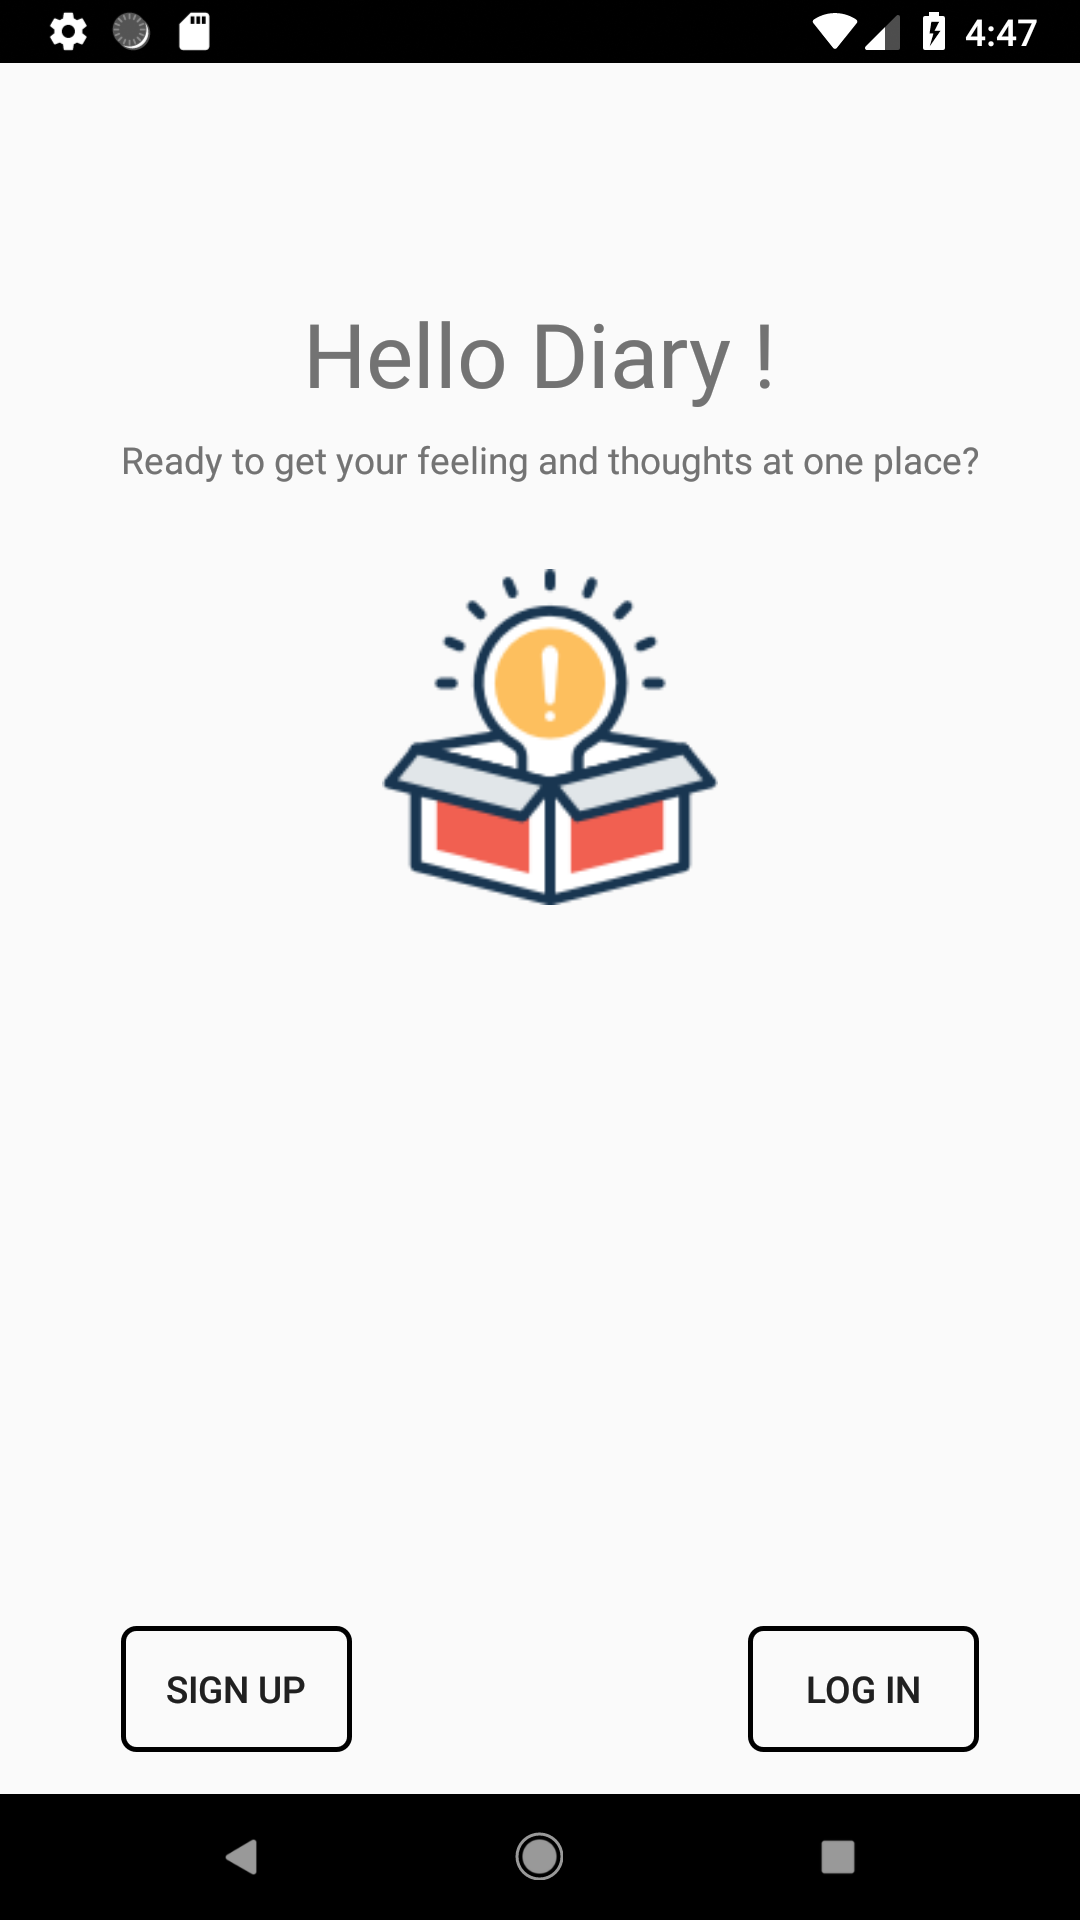 4:47
Hello Diary !
Ready to get your feeling and thoughts at one place?
SIGN UP
LOG IN